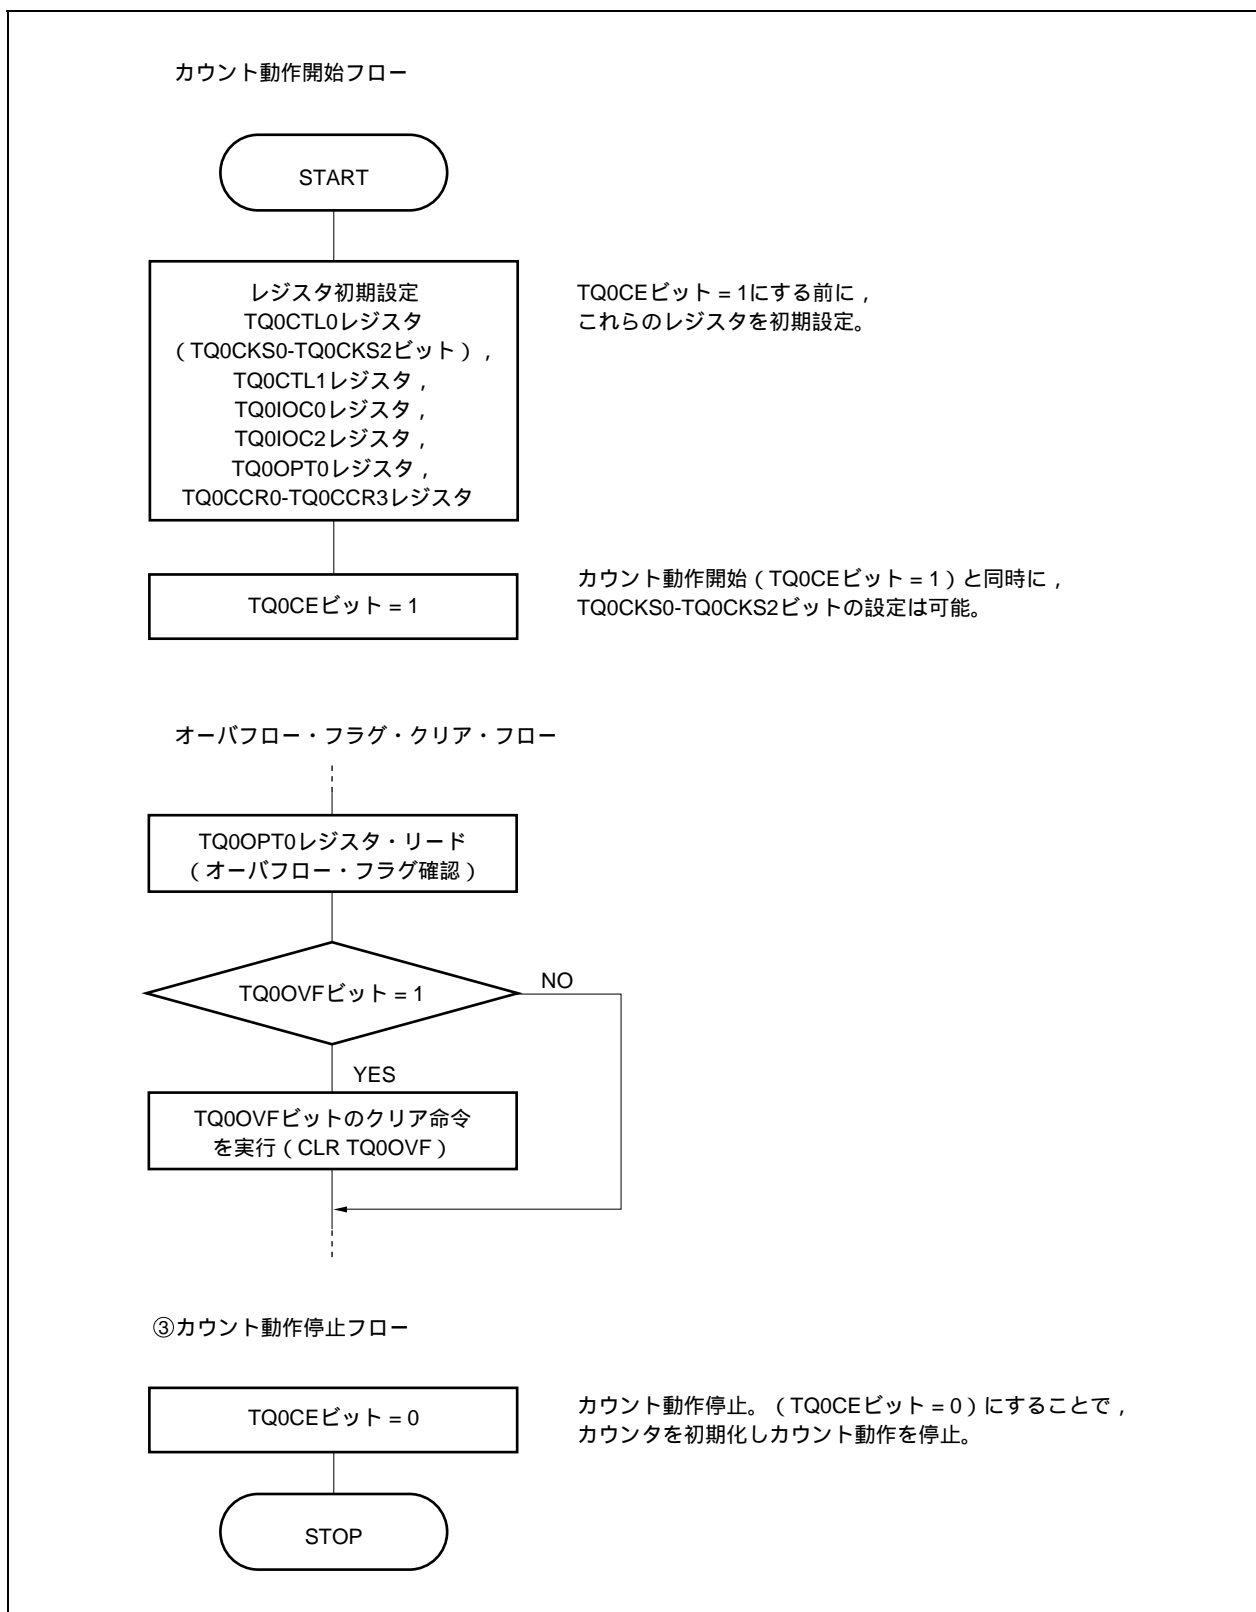 カウント動作開始フロー
START
レジスタ初期設定
TQ0CTL0レジスタ
（TQ0CKS0-TQ0CKS2ビット），
TQ0CTL1レジスタ，
TQ0IOC0レジスタ，
TQ0IOC2レジスタ，
TQ0OPT0レジスタ，
TQ0CCR0-TQ0CCR3レジスタ
TQ0CEビット = 1にする前に，
これらのレジスタを初期設定。
TQ0CEビット = 1
カウント動作開始（TQ0CEビット = 1）と同時に，
TQ0CKS0-TQ0CKS2ビットの設定は可能。
オーバフロー・フラグ・クリア・フロー
TQ0OPT0レジスタ・リード
（オーバフロー・フラグ確認）
TQ0OVFビット = 1
NO
YES
TQ0OVFビットのクリア命令
を実行（CLR TQ0OVF）
③カウント動作停止フロー
TQ0CEビット = 0
カウント動作停止。（TQ0CEビット = 0）にすることで，
カウンタを初期化しカウント動作を停止。
STOP